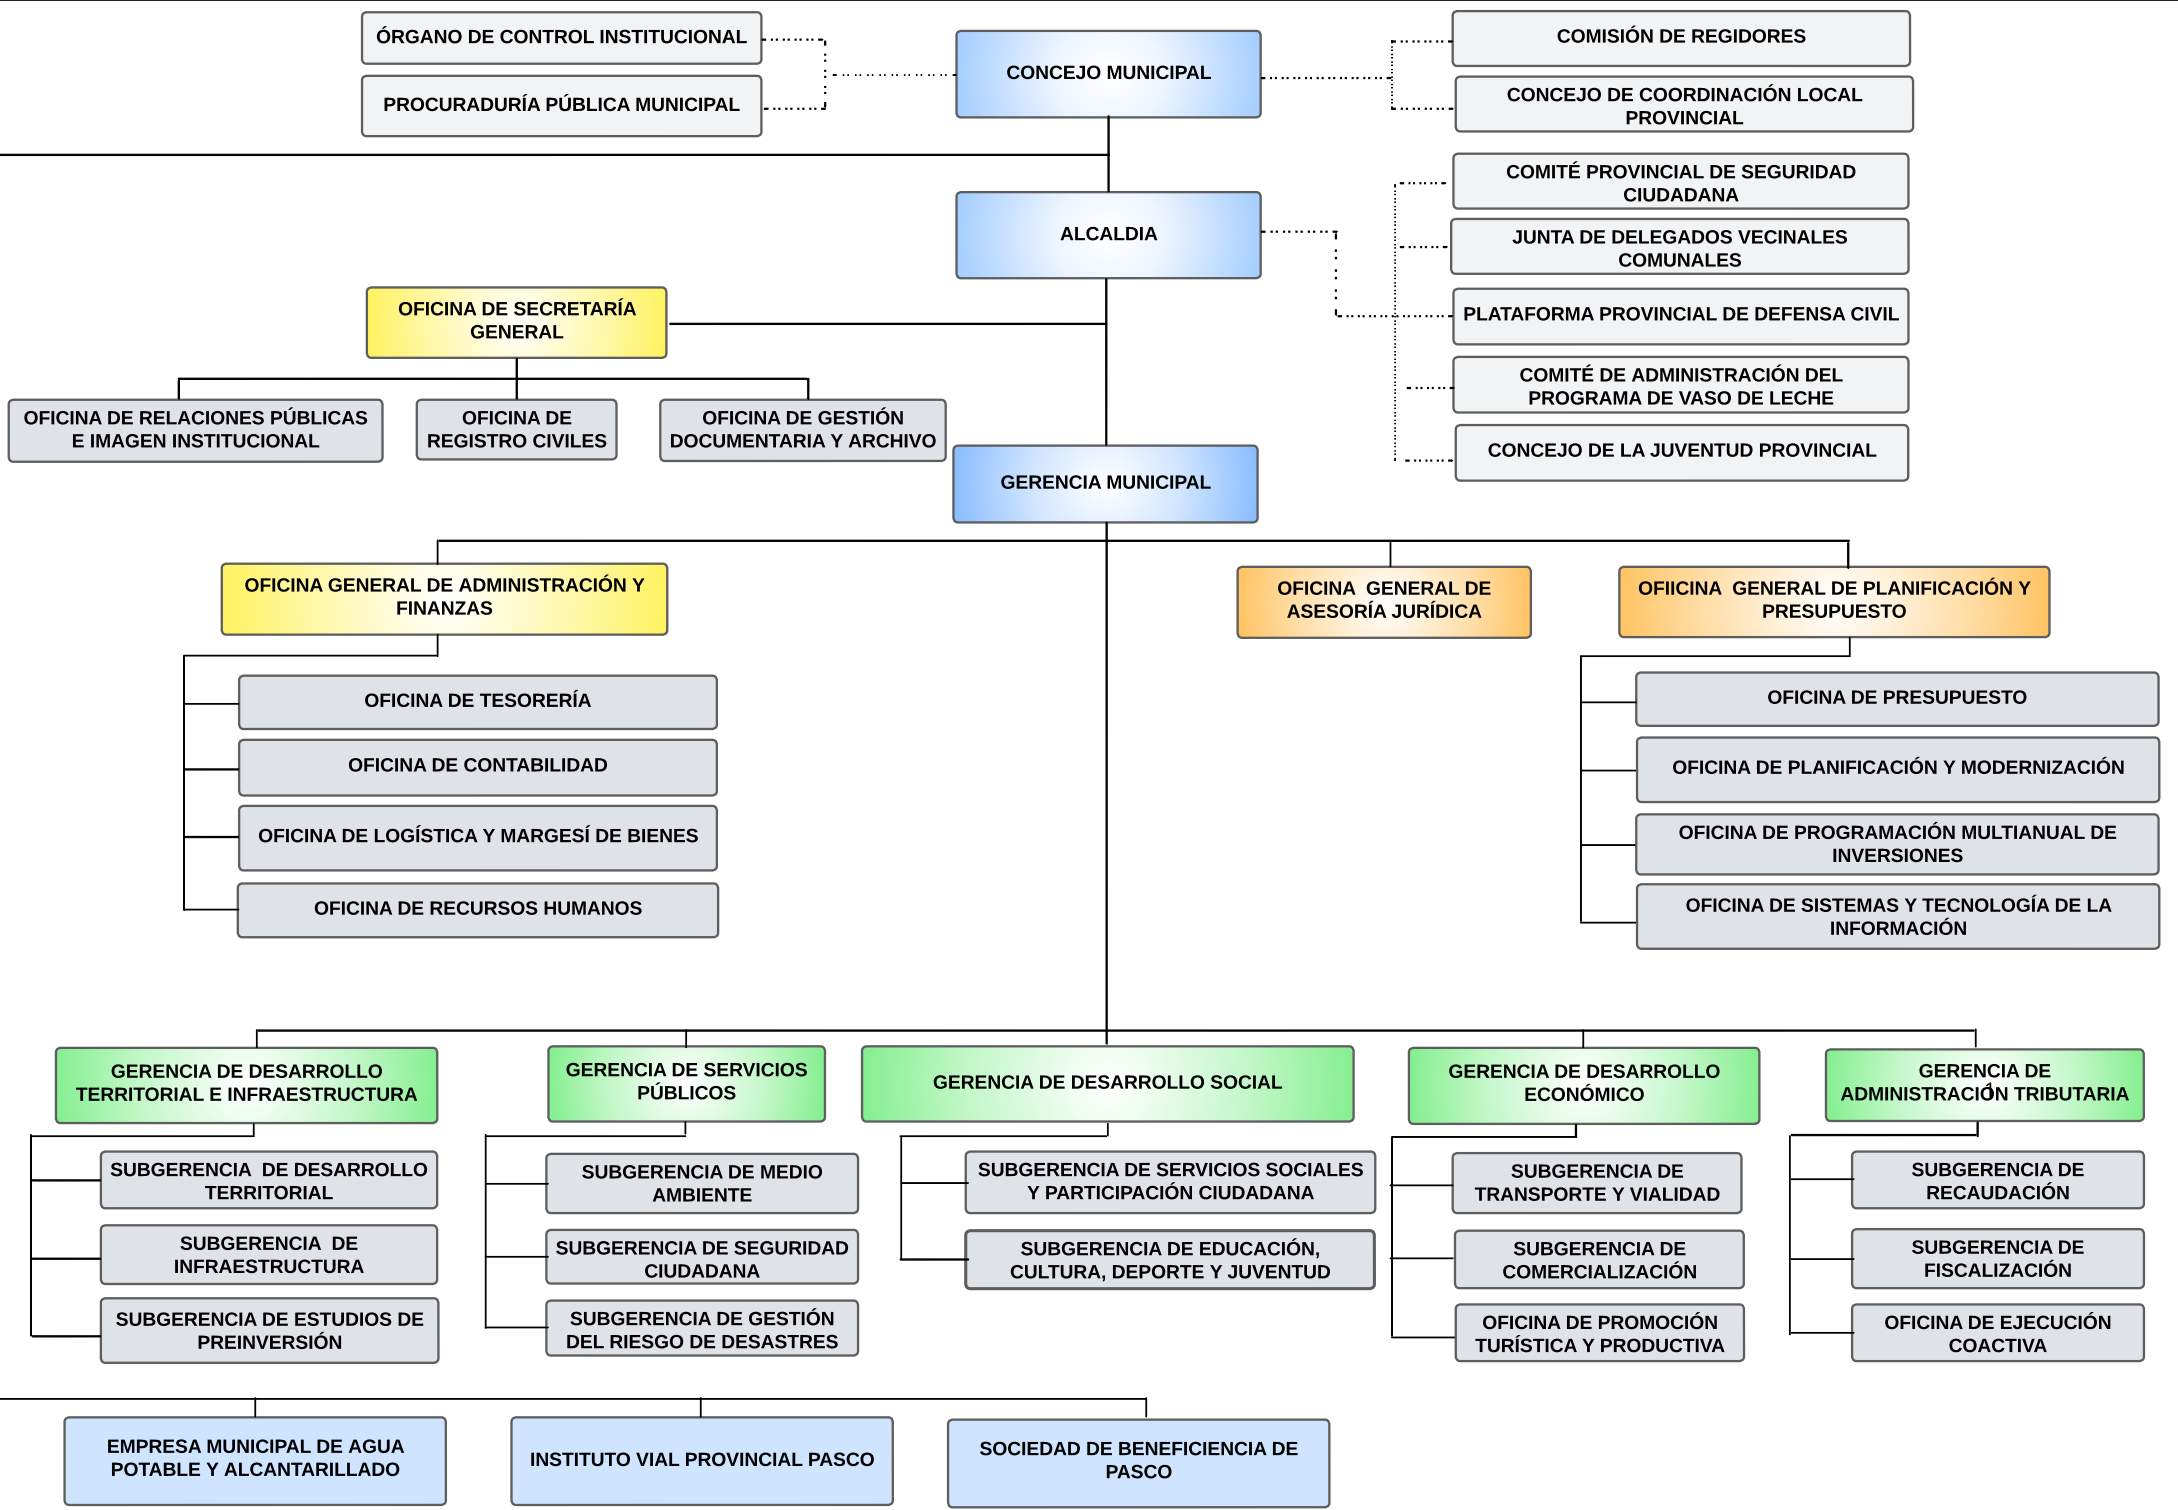 ÓRGANO DE CONTROL INSTITUCIONAL
PROCURADURÍA PÚBLICA MUNICIPAL
CONCEJO MUNICIPAL
COMISIÓN DE REGIDORES
CONCEJO DE COORDINACIÓN LOCAL
PROVINCIAL
ALCALDIA
COMITÉ PROVINCIAL DE SEGURIDAD
CIUDADANA
JUNTA DE DELEGADOS VECINALES
COMUNALES
PLATAFORMA PROVINCIAL DE DEFENSA CIVIL
COMITÉ DE ADMINISTRACIÓN DEL
PROGRAMA DE VASO DE LECHE
CONCEJO DE LA JUVENTUD PROVINCIAL
OFICINA DE SECRETARÍA
GENERAL
OFICINA DE RELACIONES PÚBLICAS
E IMAGEN INSTITUCIONAL
OFICINA DE
REGISTRO CIVILES
OFICINA DE GESTIÓN
DOCUMENTARIA Y ARCHIVO
GERENCIA MUNICIPAL
OFICINA GENERAL DE ADMINISTRACIÓN Y
FINANZAS
OFICINA GENERAL DE
ASESORÍA JURÍDICA
OFIICINA GENERAL DE PLANIFICACIÓN Y
PRESUPUESTO
OFICINA DE TESORERÍA
OFICINA DE CONTABILIDAD
OFICINA DE LOGÍSTICA Y MARGESÍ DE BIENES
OFICINA DE RECURSOS HUMANOS
OFICINA DE PRESUPUESTO
OFICINA DE PLANIFICACIÓN Y MODERNIZACIÓN
OFICINA DE PROGRAMACIÓN MULTIANUAL DE
INVERSIONES
OFICINA DE SISTEMAS Y TECNOLOGÍA DE LA
INFORMACIÓN
GERENCIA DE DESARROLLO
TERRITORIAL E INFRAESTRUCTURA
SUBGERENCIA DE DESARROLLO
TERRITORIAL
SUBGERENCIA DE
INFRAESTRUCTURA
SUBGERENCIA DE ESTUDIOS DE
PREINVERSIÓN
GERENCIA DE SERVICIOS
PÚBLICOS
SUBGERENCIA DE MEDIO
AMBIENTE
SUBGERENCIA DE SEGURIDAD
CIUDADANA
SUBGERENCIA DE GESTIÓN
DEL RIESGO DE DESASTRES
GERENCIA DE DESARROLLO SOCIAL
SUBGERENCIA DE SERVICIOS SOCIALES
Y PARTICIPACIÓN CIUDADANA
SUBGERENCIA DE EDUCACIÓN,
CULTURA, DEPORTE Y JUVENTUD
GERENCIA DE DESARROLLO
ECONÓMICO
SUBGERENCIA DE
TRANSPORTE Y VIALIDAD
SUBGERENCIA DE
COMERCIALIZACIÓN
OFICINA DE PROMOCIÓN
TURÍSTICA Y PRODUCTIVA
GERENCIA DE
ADMINISTRACIÓN TRIBUTARIA
SUBGERENCIA DE
RECAUDACIÓN
SUBGERENCIA DE
FISCALIZACIÓN
OFICINA DE EJECUCIÓN
COACTIVA
EMPRESA MUNICIPAL DE AGUA
POTABLE Y ALCANTARILLADO
INSTITUTO VIAL PROVINCIAL PASCO
SOCIEDAD DE BENEFICIENCIA DE
PASCO